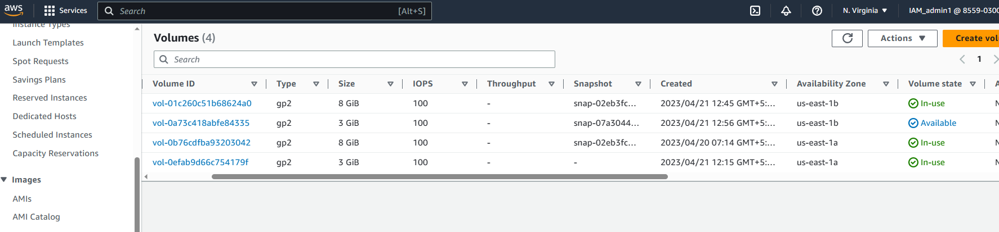 aws Services Search [Alt+S] N. Virginia IAM_admin1 @ 8559-0300
Instance Types
Launch Templates
Spot Requests
Savings Plans
Reserved Instances
Dedicated Hosts
Scheduled Instances
Capacity Reservations
Images
AMIs
AMI Catalog
Volumes (4) Actions Create vol
Search 1
Volume ID Type Size IOPS Throughput Snapshot Created Availability Zone Volume state A
vol-01c260c51b68624a0 gp2 8 GiB 100 - snap-02eb3fc... 2023/04/21 12:45 GMT+5:... us-east-1b In-use N
vol-0a73c418abfe84335 gp2 3 GiB 100 - snap-07a3044... 2023/04/21 12:56 GMT+5:... us-east-1b Available N
vol-0b76cdfba93203042 gp2 8 GiB 100 - snap-02eb3fc... 2023/04/20 07:14 GMT+5:... us-east-1a In-use N
vol-0efab9d66c754179f gp2 3 GiB 100 - - 2023/04/21 12:15 GMT+5:... us-east-1a In-use N